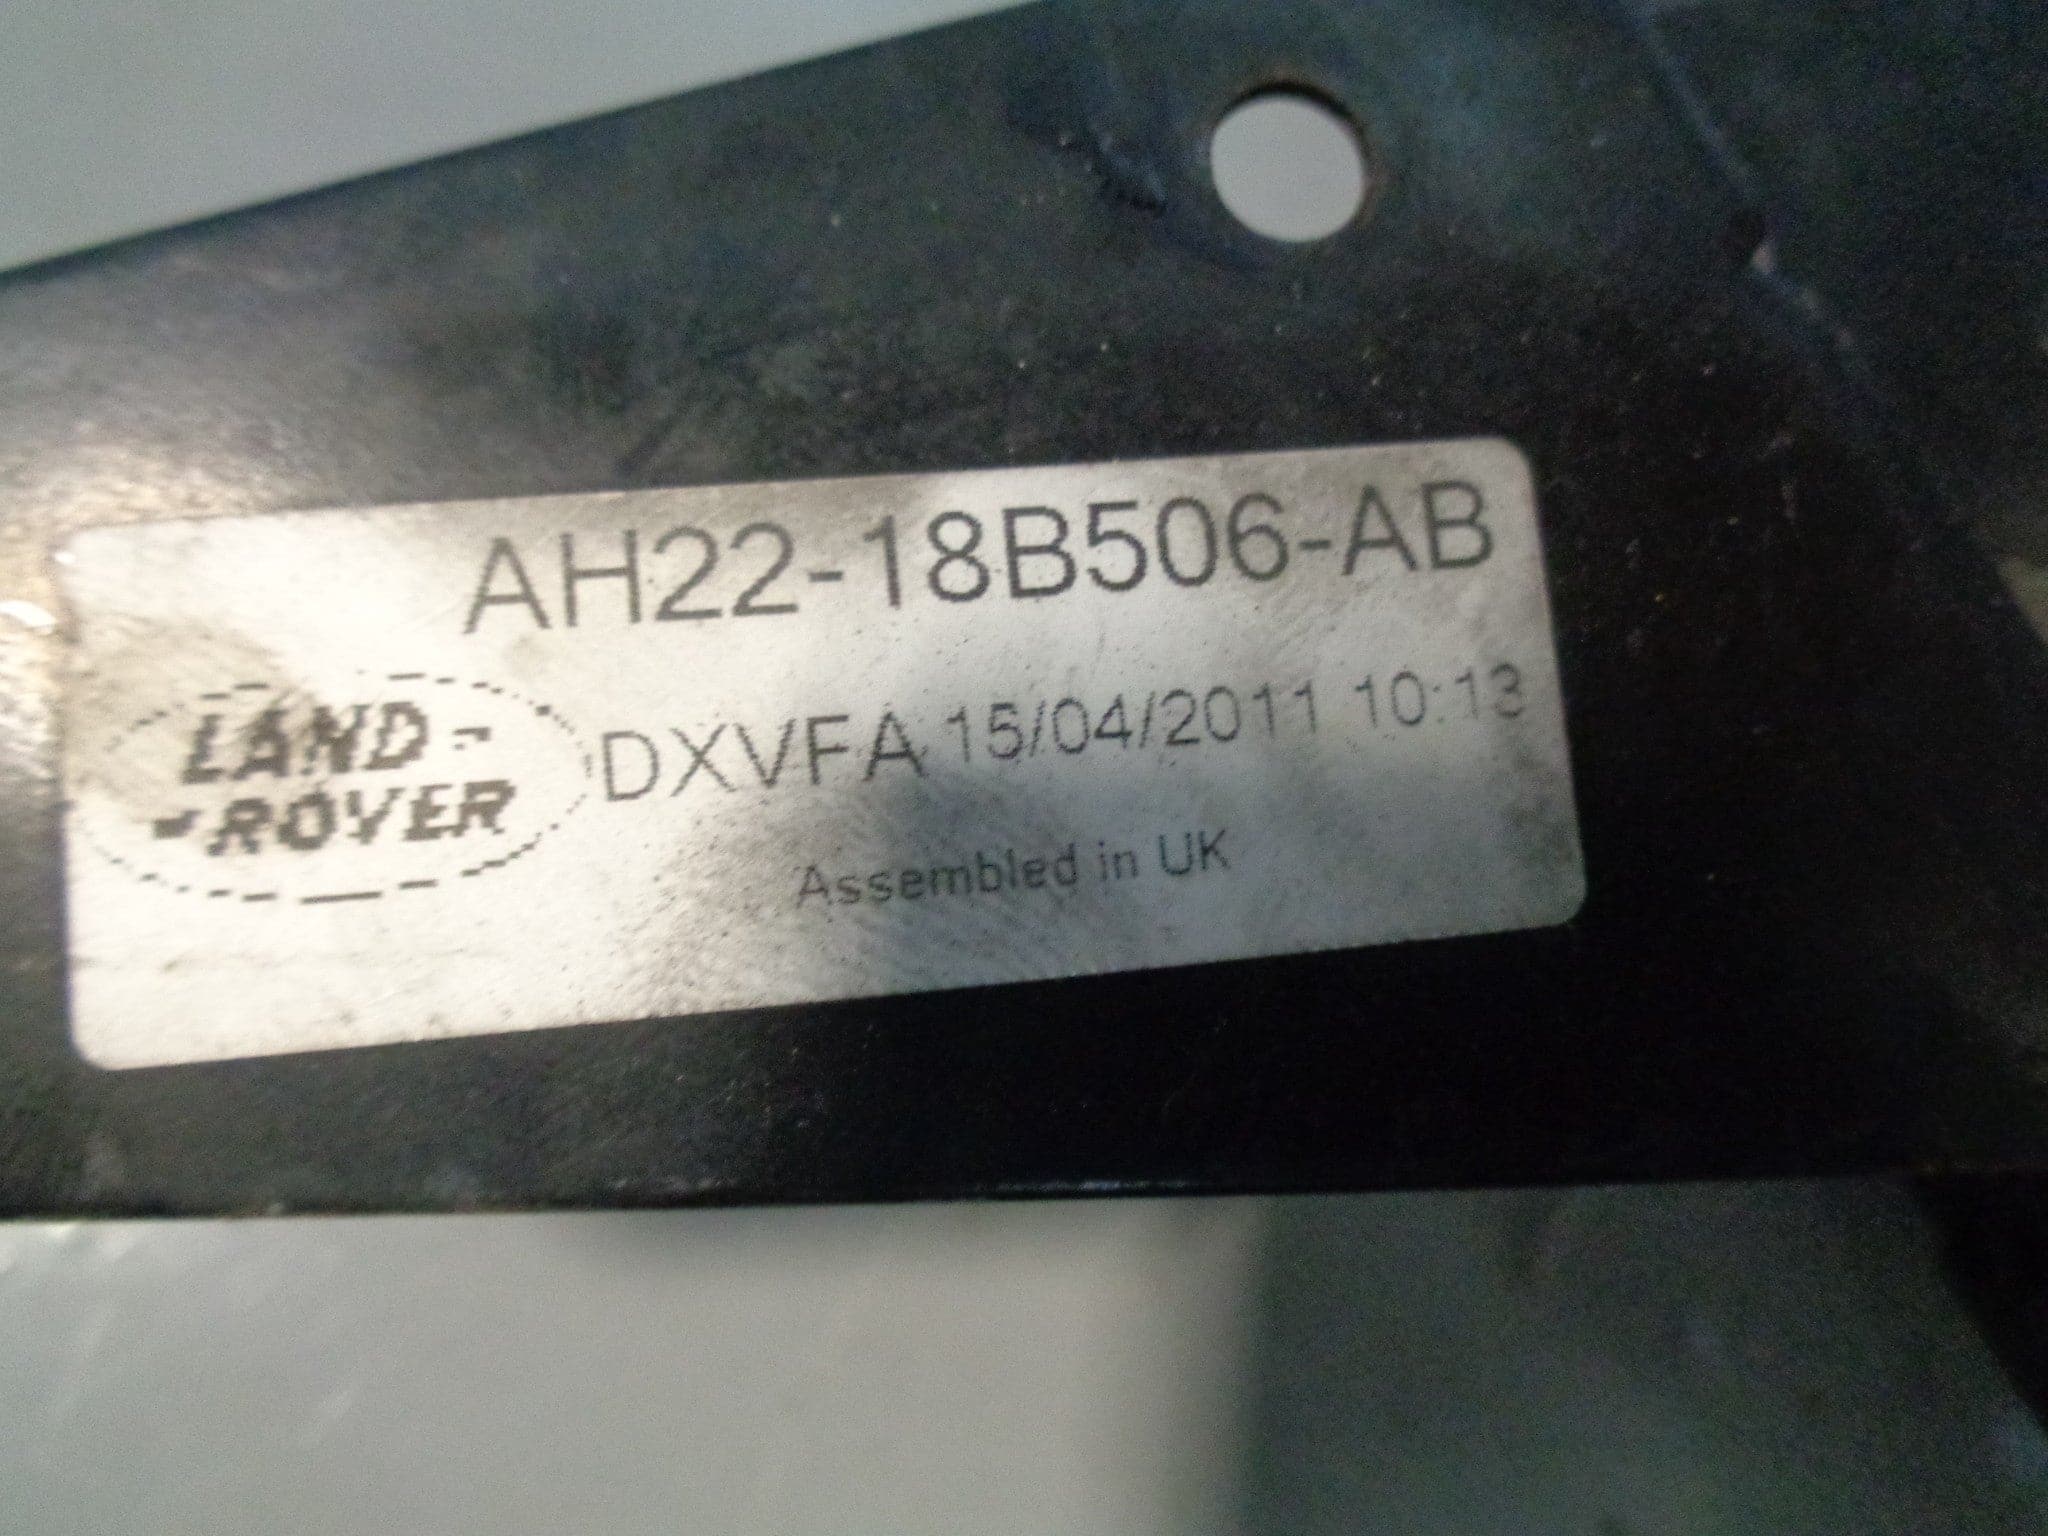 AH22-18B506-AB
LAND-
-ROVER
DXVFA 15/04/2011 10:13
Assembled in UK